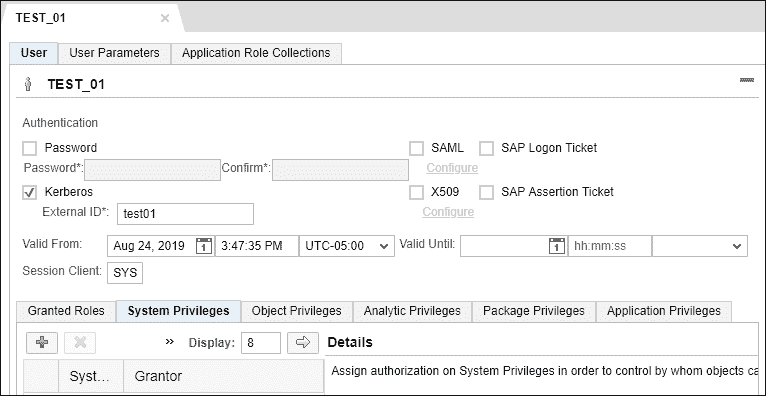 TEST_01
User User Parameters Application Role Collections
TEST_01
Authentication
Password SAML SAP Logon Ticket
Password*: Confirm*: Configure
Kerberos X509 SAP Assertion Ticket
External ID*: test01 Configure
Valid From: Aug 24, 2019 1 3:47:35 PM UTC-05:00 Valid Until: 1 hh:mm:ss
Session Client: SYS
Granted Roles System Privileges Object Privileges Analytic Privileges Package Privileges Application Privileges
» Display: 8 Details
Syst... Grantor Assign authorization on System Privileges in order to control by whom objects ca